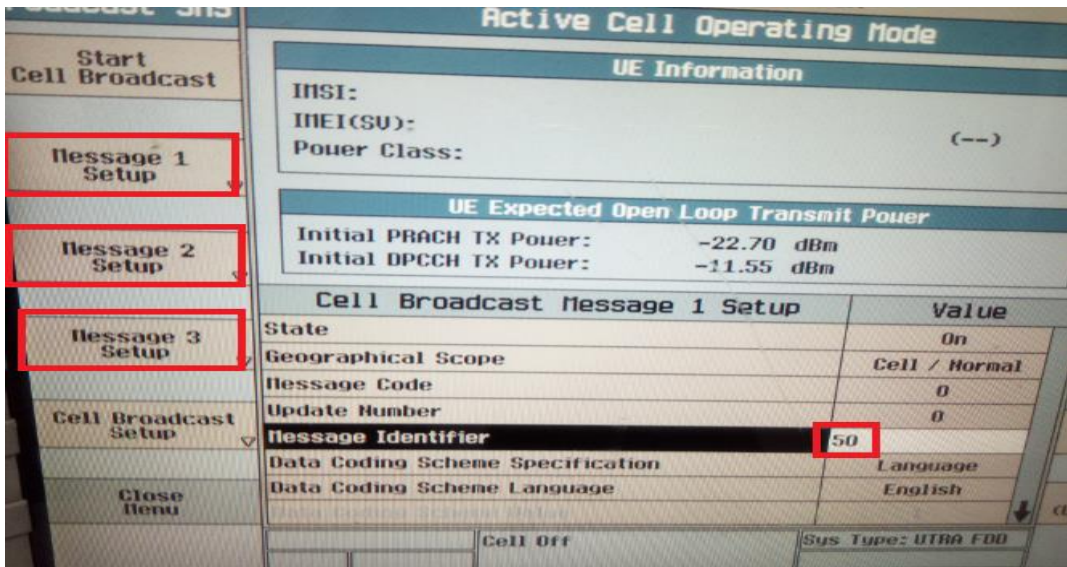 Broadcast SMS
Active Cell Operating Mode
Start
Cell Broadcast
Message 1
Setup
Message 2
Setup
Message 3
Setup
Cell Broadcast
Setup
Close
Menu
UE Information
IMSI:
IMEI(SV):
(--)
Power Class:
UE Expected Open Loop Transmit Power
Initial PRACH TX Power: -22.70 dBm
Initial DPCCH TX Power: -11.55 dBm
Cell Broadcast Message 1 Setup Value
State On
Geographical Scope Cell / Normal
Message Code 0
Update Number 0
Message Identifier 50
Data Coding Scheme Specification Language
Data Coding Scheme Language English
Cell Off
Sys Type: UTRA FDD